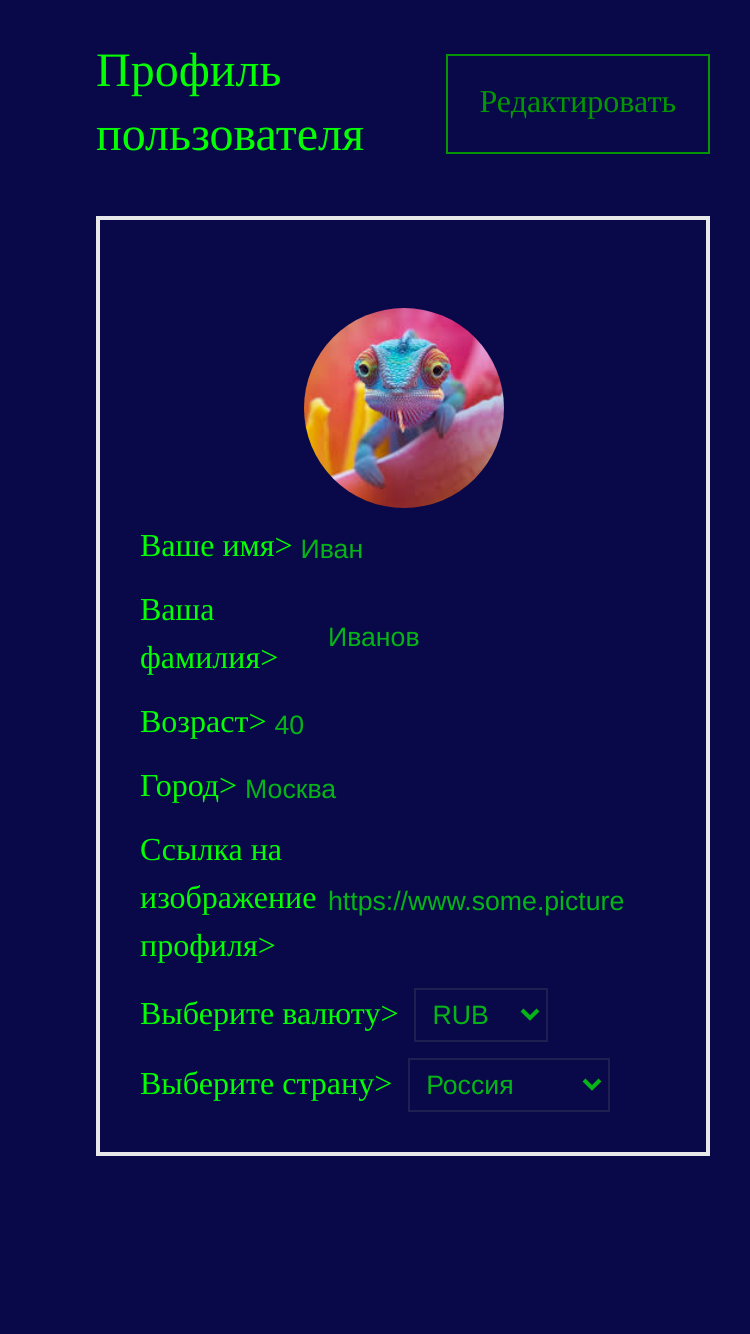 Профиль
пользователя
Редактировать
Ваше имя> Иван
Ваша
фамилия> Иванов
Возраст> 40
Город> Москва
Ссылка на
изображение https://www.some.picture
профиля>
Выберите валюту> RUB
Выберите страну> Россия